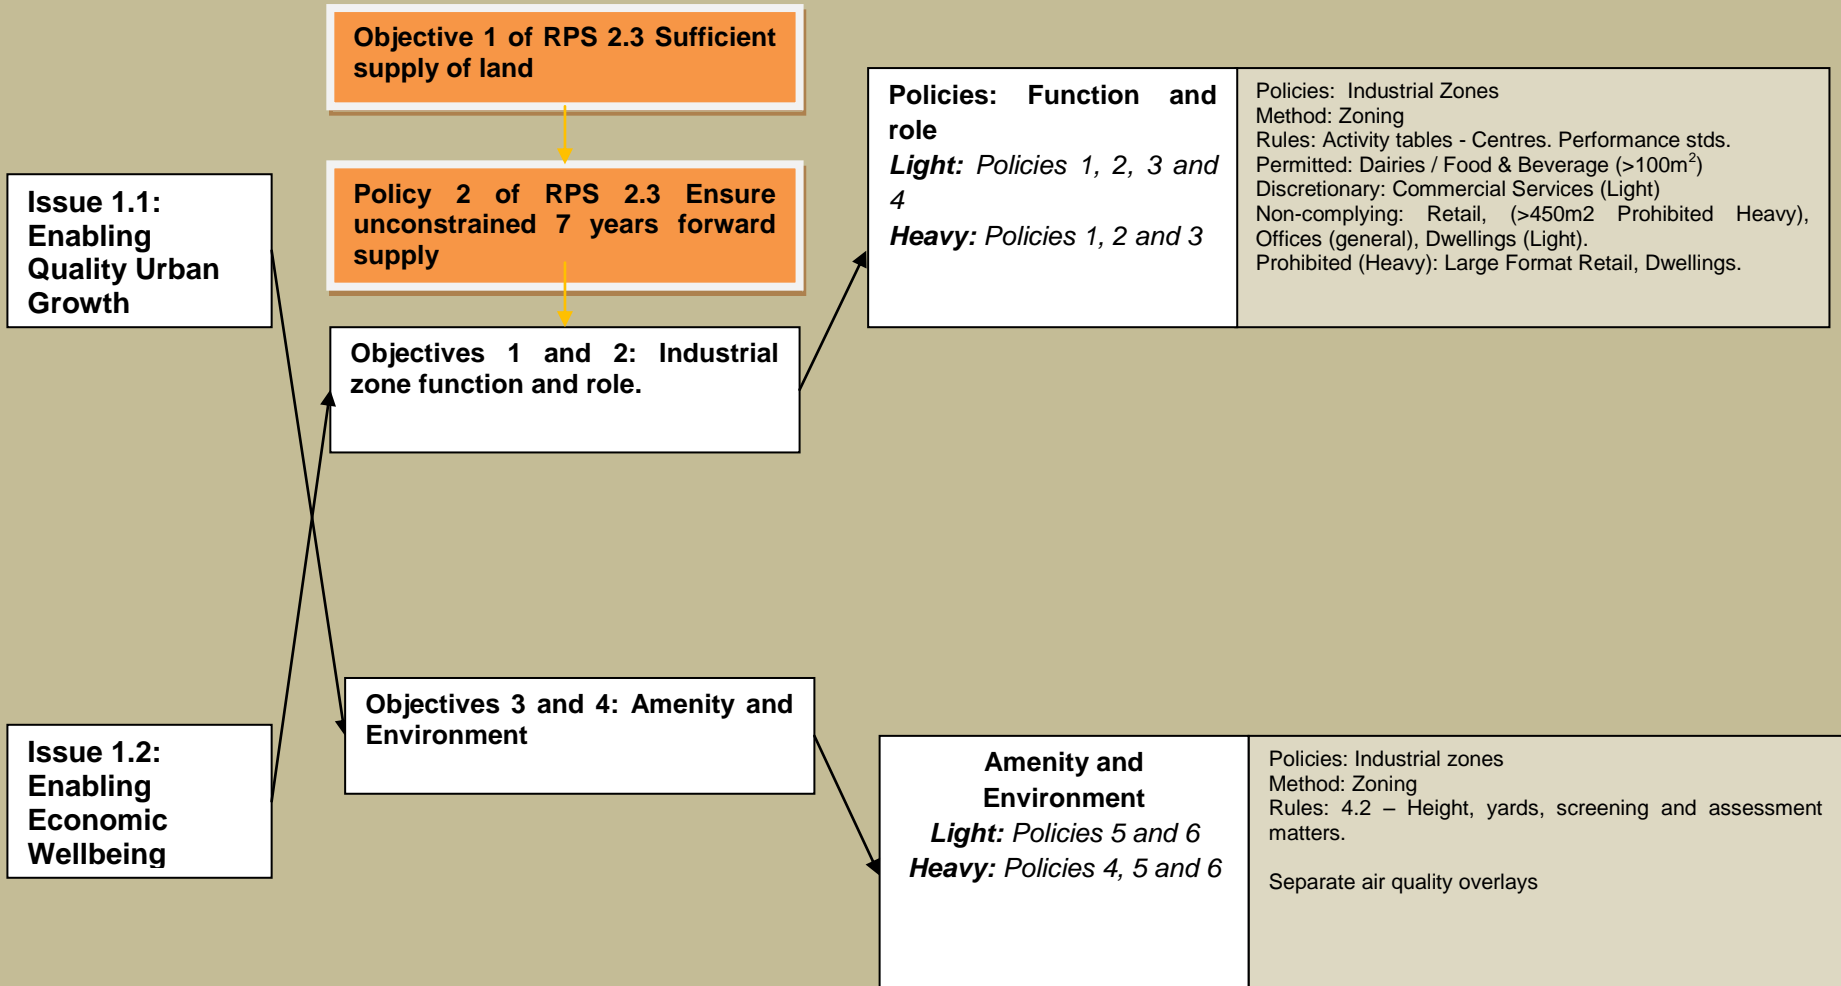 Objective 1 of RPS 2.3 Sufficient
supply of land
Policy 2 of RPS 2.3 Ensure
unconstrained 7 years forward
supply
Issue 1.1:
Enabling
Quality Urban
Growth
Objectives 1 and 2: Industrial
zone function and role.
Policies: Function and
role
Light: Policies 1, 2, 3 and
4
Heavy: Policies 1, 2 and 3
Policies: Industrial Zones
Method: Zoning
Rules: Activity tables - Centres. Performance stds.
Permitted: Dairies / Food & Beverage (>100m²)
Discretionary: Commercial Services (Light)
Non-complying: Retail, (>450m2 Prohibited Heavy),
Offices (general), Dwellings (Light).
Prohibited (Heavy): Large Format Retail, Dwellings.
Issue 1.2:
Enabling
Economic
Wellbeing
Objectives 3 and 4: Amenity and
Environment
Amenity and
Environment
Light: Policies 5 and 6
Heavy: Policies 4, 5 and 6
Policies: Industrial zones
Method: Zoning
Rules: 4.2 – Height, yards, screening and assessment
matters.
Separate air quality overlays